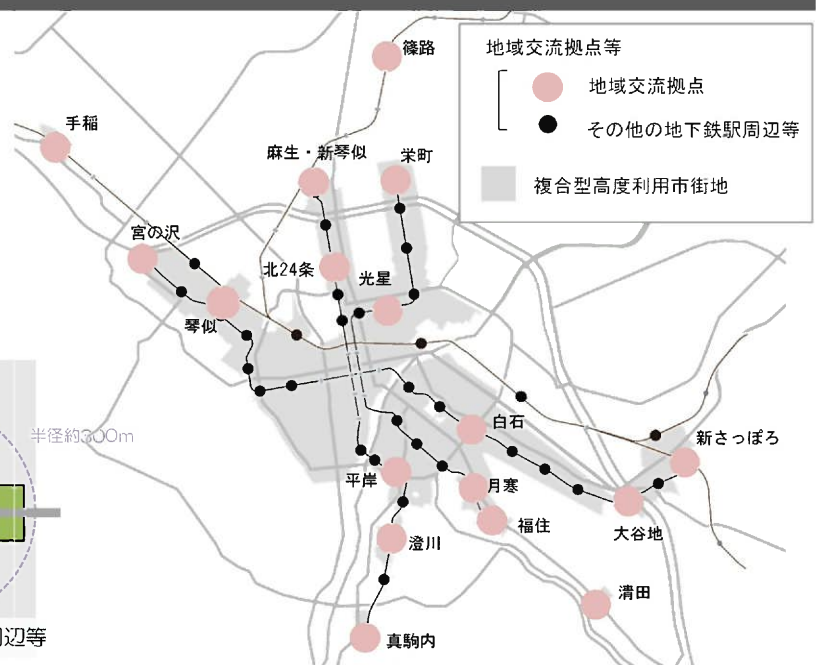 地域交流拠点等
地域交流拠点
その他の地下鉄駅周辺等
複合型高度利用市街地
篠路
手稲
麻生・新琴似
栄町
宮の沢
北24条
光星
琴似
半径約300m
白石
新さっぽろ
平岸
月寒
福住
大谷地
澄川
清田
真駒内
周辺等